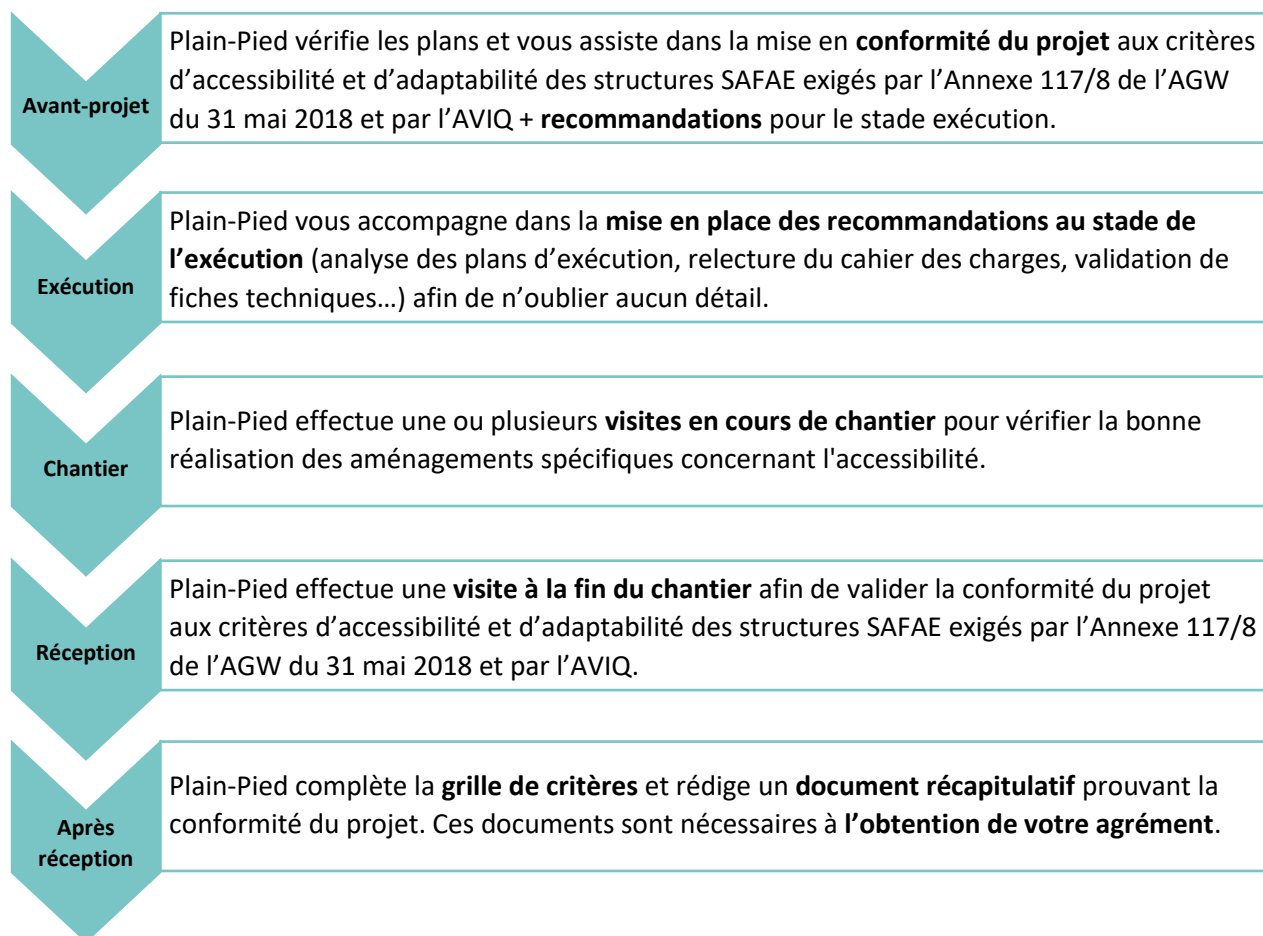 Avant-projet
Plain-Pied vérifie les plans et vous assiste dans la mise en conformité du projet aux critères
d’accessibilité et d’adaptabilité des structures SAFAE exigés par l’Annexe 117/8 de l’AGW
du 31 mai 2018 et par l’AVIQ + recommandations pour le stade exécution.
Exécution
Plain-Pied vous accompagne dans la mise en place des recommandations au stade de
l’exécution (analyse des plans d’exécution, relecture du cahier des charges, validation de
fiches techniques…) afin de n’oublier aucun détail.
Chantier
Plain-Pied effectue une ou plusieurs visites en cours de chantier pour vérifier la bonne
réalisation des aménagements spécifiques concernant l'accessibilité.
Réception
Plain-Pied effectue une visite à la fin du chantier afin de valider la conformité du projet
aux critères d’accessibilité et d’adaptabilité des structures SAFAE exigés par l’Annexe 117/8
de l’AGW du 31 mai 2018 et par l’AVIQ.
Après
réception
Plain-Pied complète la grille de critères et rédige un document récapitulatif prouvant la
conformité du projet. Ces documents sont nécessaires à l’obtention de votre agrément.